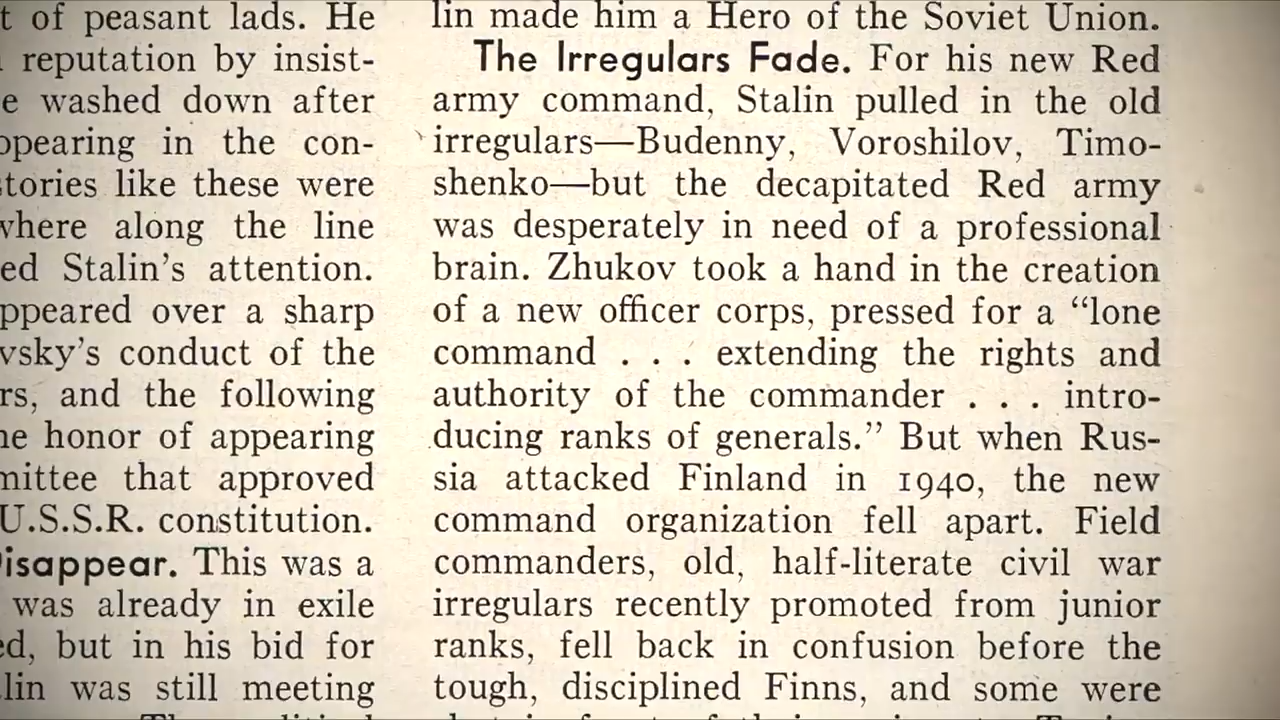 t of peasant lads. He
reputation by insist-
e washed down after
ppearing in the con-
stories like these were
where along the line
ed Stalin's attention.
ppeared over a sharp
vsky's conduct of the
rs, and the following
he honor of appearing
mittee that approved
U.S.S.R. constitution.
Disappear. This was a
was already in exile
ed, but in his bid for
lin was still meeting
lin made him a Hero of the Soviet Union.
The Irregulars Fade. For his new Red
army command, Stalin pulled in the old
irregulars—Budenny, Voroshilov, Timo-
shenko—but the decapitated Red army
was desperately in need of a professional
brain. Zhukov took a hand in the creation
of a new officer corps, pressed for a “lone
command . . . extending the rights and
authority of the commander . . . intro-
ducing ranks of generals.” But when Rus-
sia attacked Finland in 1940, the new
command organization fell apart. Field
commanders, old, half-literate civil war
irregulars recently promoted from junior
ranks, fell back in confusion before the
tough, disciplined Finns, and some were